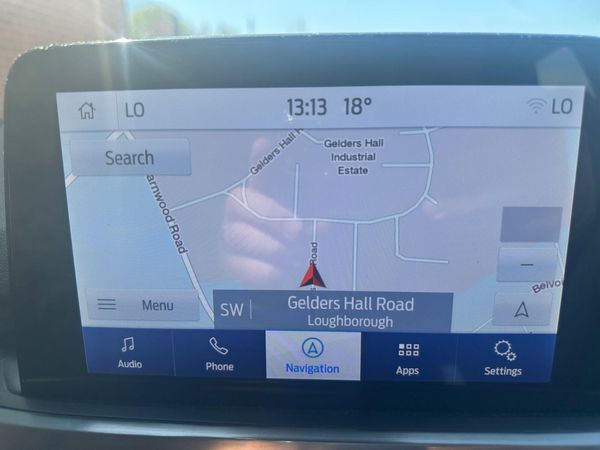 LO 13:13 18° LO
Search
Gelders Hall
Gelders Hall
Industrial
Estate
arnwood Road
Road
Belvo
Menu
SW
Gelders Hall Road
Loughborough
Audio
Phone
Navigation
Apps
Settings